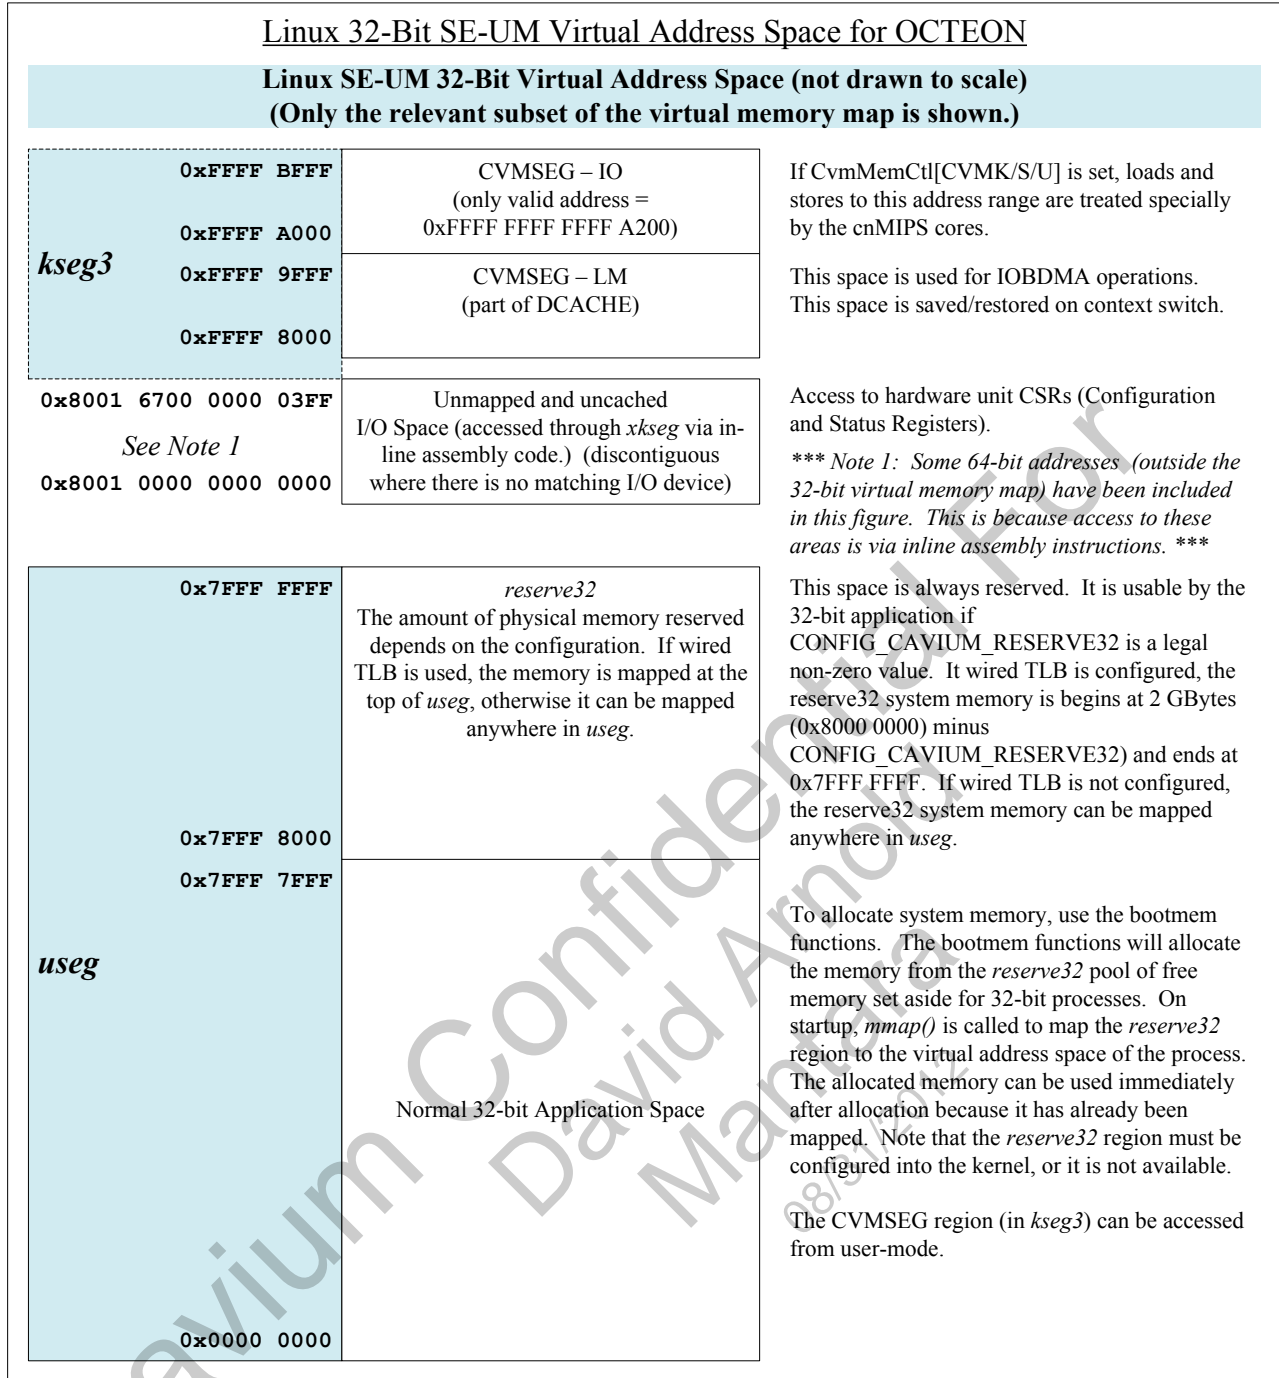 Linux 32-Bit SE-UM Virtual Address Space for OCTEON
Linux SE-UM 32-Bit Virtual Address Space (not drawn to scale)
(Only the relevant subset of the virtual memory map is shown.)
kseg3
0xFFFF BFFF
0xFFFF A000
0xFFFF 9FFF
0xFFFF 8000
CVMSEG – IO
(only valid address =
0xFFFF FFFF FFFF A200)
CVMSEG – LM
(part of DCACHE)
If CvmMemCtl[CVMK/S/U] is set, loads and
stores to this address range are treated specially
by the cnMIPS cores.
This space is used for IOBDMA operations.
This space is saved/restored on context switch.
0x8001 6700 0000 03FF
See Note 1
0x8001 0000 0000 0000
Unmapped and uncached
I/O Space (accessed through xkseg via in-
line assembly code.) (discontiguous
where there is no matching I/O device)
Access to hardware unit CSRs (Configuration
and Status Registers).
*** Note 1: Some 64-bit addresses (outside the
32-bit virtual memory map) have been included
in this figure. This is because access to these
areas is via inline assembly instructions. ***
useg
0x7FFF FFFF
0x7FFF 8000
0x7FFF 7FFF
0x0000 0000
reserve32
The amount of physical memory reserved
depends on the configuration. If wired
TLB is used, the memory is mapped at the
top of useg, otherwise it can be mapped
anywhere in useg.
Normal 32-bit Application Space
This space is always reserved. It is usable by the
32-bit application if
CONFIG_CAVIUM_RESERVE32 is a legal
non-zero value. It wired TLB is configured, the
reserve32 system memory is begins at 2 GBytes
(0x8000 0000) minus
CONFIG_CAVIUM_RESERVE32) and ends at
0x7FFF FFFF. If wired TLB is not configured,
the reserve32 system memory can be mapped
anywhere in useg.
To allocate system memory, use the bootmem
functions. The bootmem functions will allocate
the memory from the reserve32 pool of free
memory set aside for 32-bit processes. On
startup, mmap() is called to map the reserve32
region to the virtual address space of the process.
The allocated memory can be used immediately
after allocation because it has already been
mapped. Note that the reserve32 region must be
configured into the kernel, or it is not available.
The CVMSEG region (in kseg3) can be accessed
from user-mode.
avium Confidential For
David Arnold
Mantara
08/31/2012